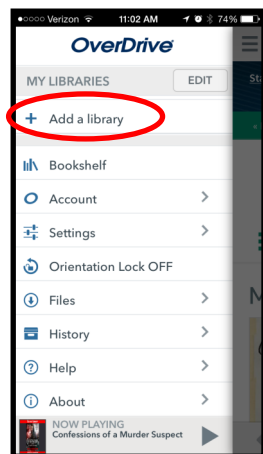 ●○○○○ Verizon 11:02 AM 74%
OverDrive
MY LIBRARIES EDIT
+ Add a library
Bookshelf
Account
Settings
Orientation Lock OFF
Files
History
Help
About
NOW PLAYING
Confessions of a Murder Suspect